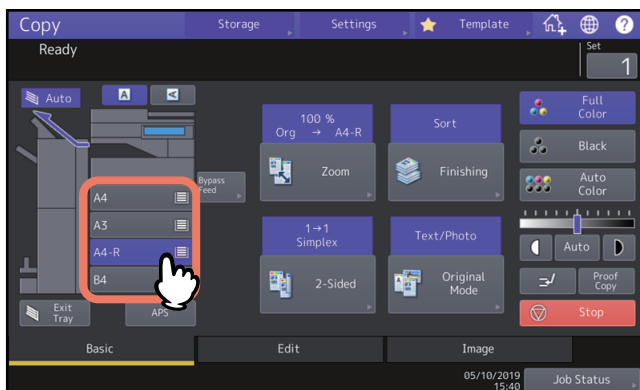 Copy
Storage
Settings
Template
?
Ready
Set
1
Auto
A
A
Bypass
Feed
A4
A3
A4-R
B4
Exit
Tray
APS
100 %
Org → A4-R
Zoom
Sort
Finishing
1→1
Simplex
2-Sided
Text/Photo
Original
Mode
Full
Color
Black
Auto
Color
Auto
Proof
Copy
Stop
Basic
Edit
Image
05/10/2019
15:40
Job Status